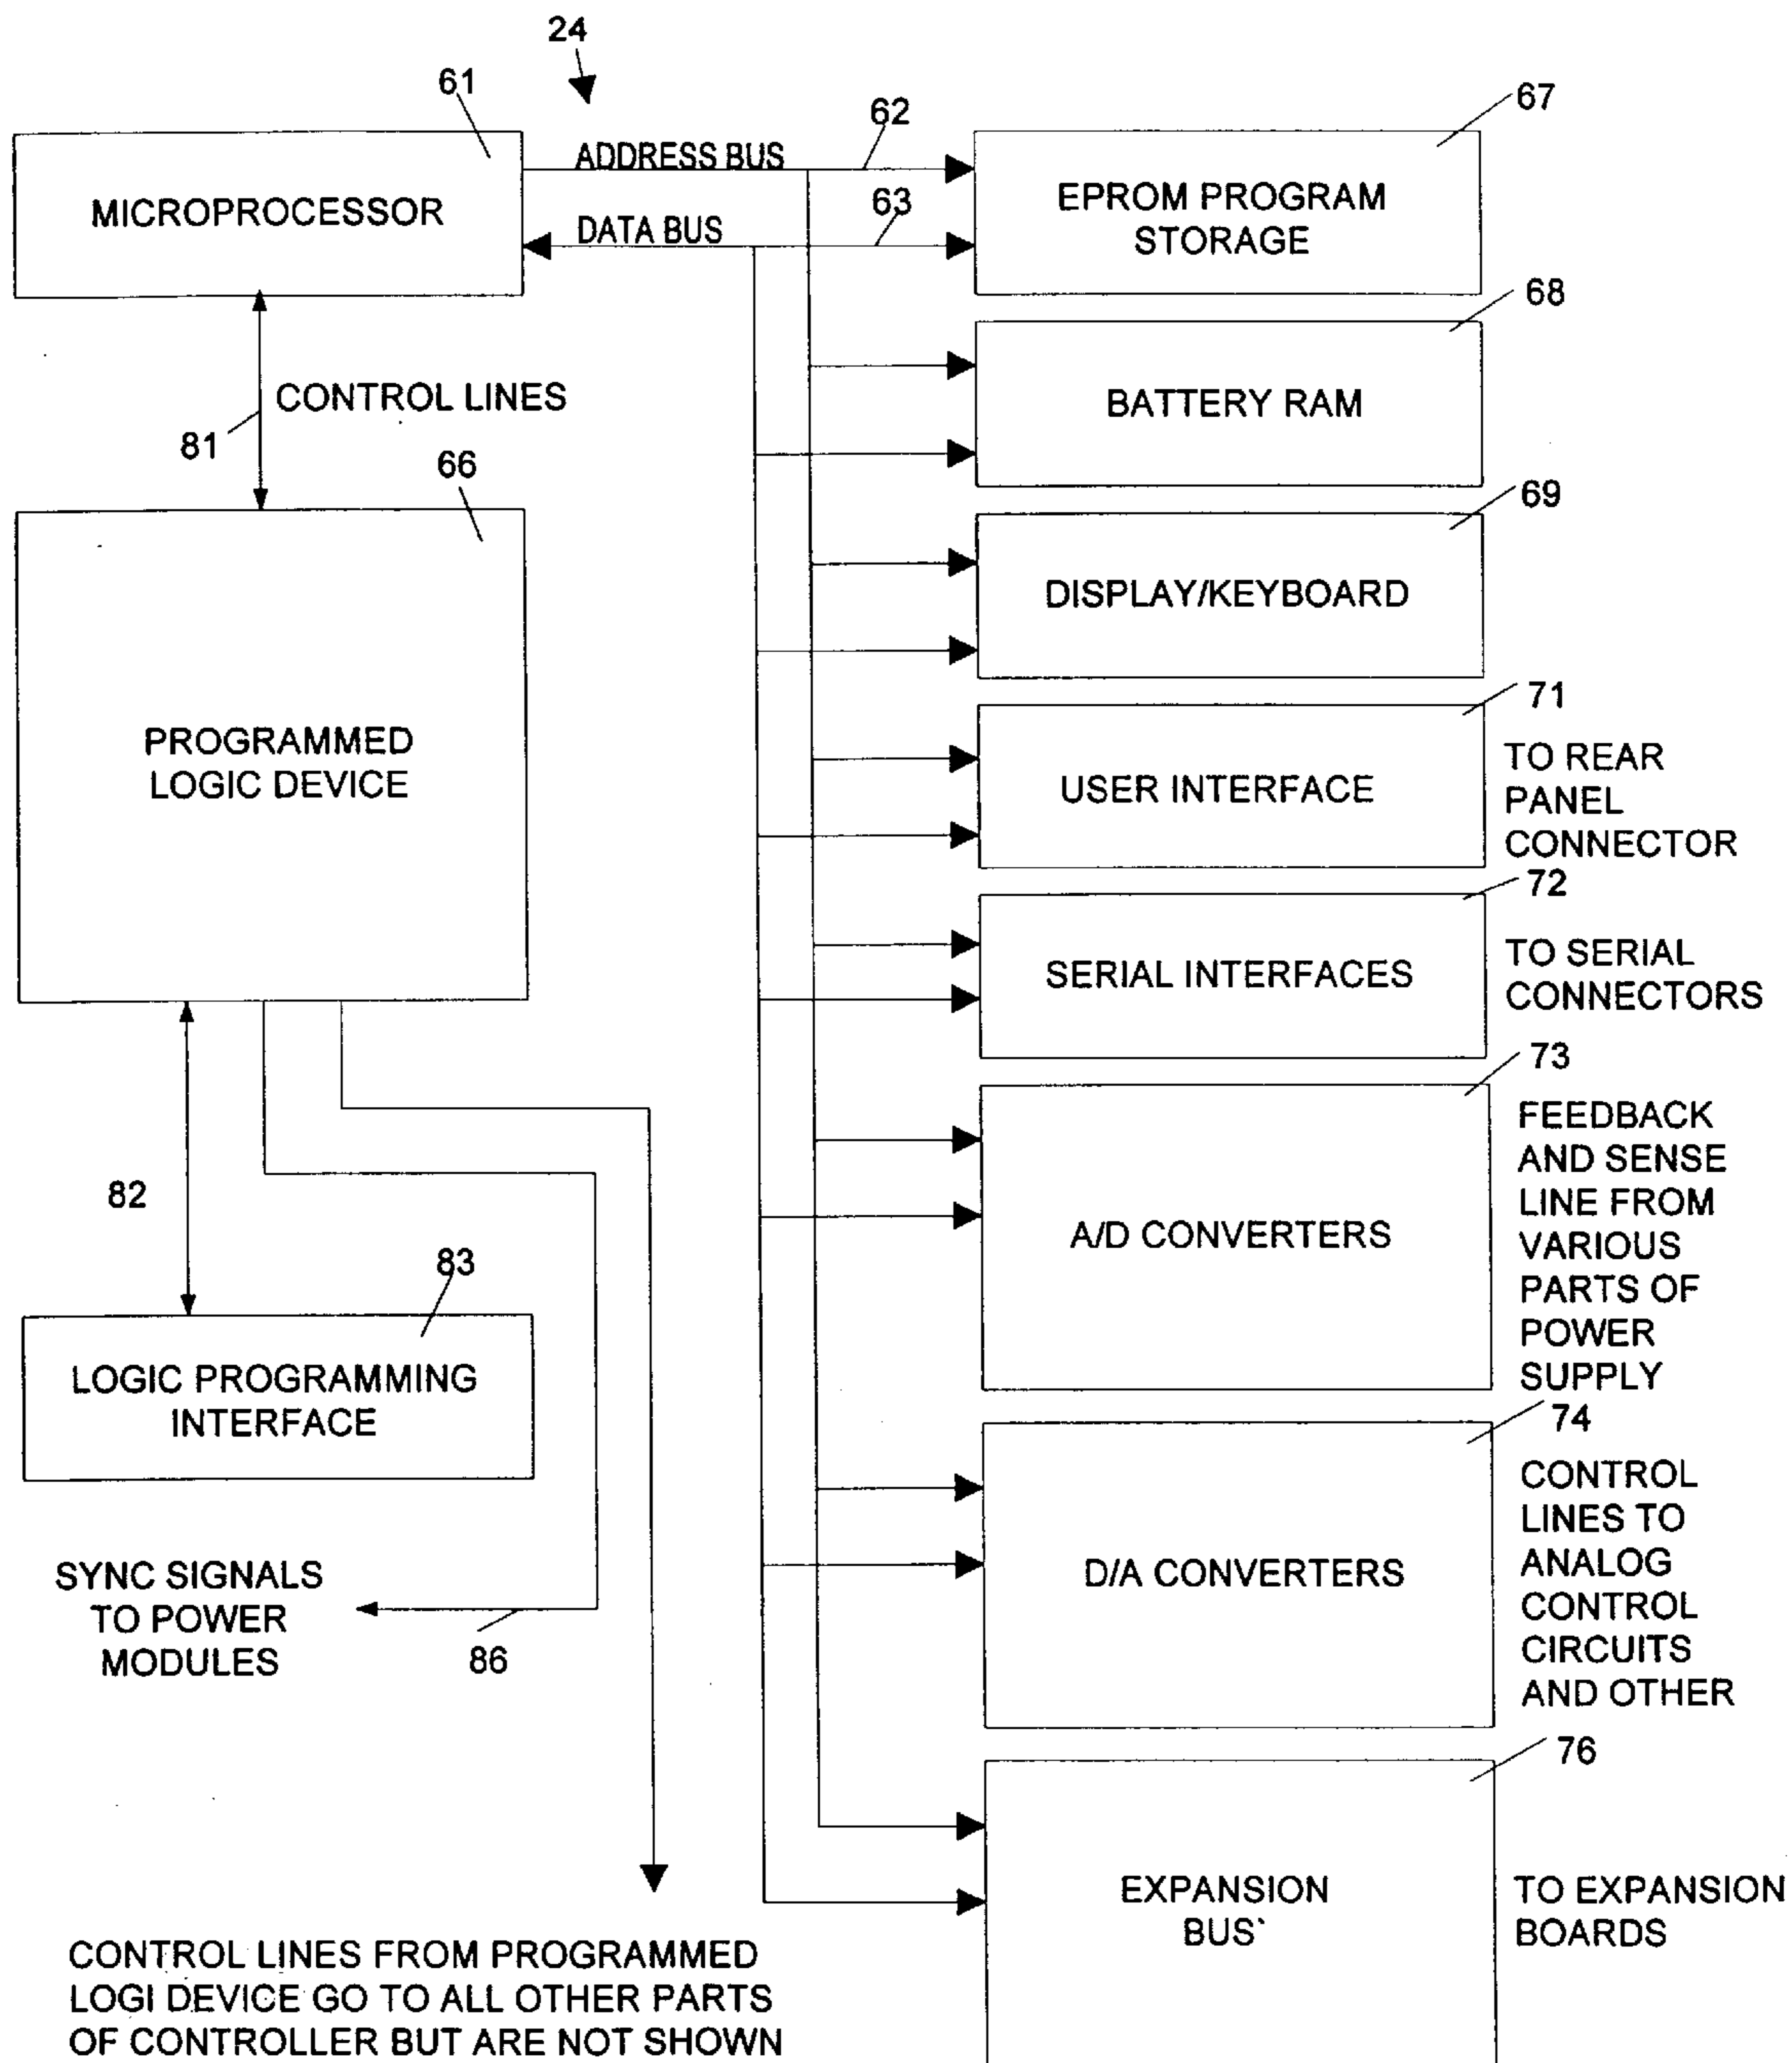 24
61
MICROPROCESSOR
ADDRESS BUS
62
DATA BUS
63
67
EPROM PROGRAM
STORAGE
68
BATTERY RAM
CONTROL LINES
81
66
PROGRAMMED
LOGIC DEVICE
69
DISPLAY/KEYBOARD
71
USER INTERFACE
TO REAR
PANEL
CONNECTOR
72
SERIAL INTERFACES
TO SERIAL
CONNECTORS
73
A/D CONVERTERS
FEEDBACK
AND SENSE
LINE FROM
VARIOUS
PARTS OF
POWER
SUPPLY
82
83
LOGIC PROGRAMMING
INTERFACE
74
D/A CONVERTERS
CONTROL
LINES TO
ANALOG
CONTROL
CIRCUITS
AND OTHER
SYNC SIGNALS
TO POWER
MODULES
86
76
EXPANSION
BUS`
TO EXPANSION
BOARDS
CONTROL LINES FROM PROGRAMMED
LOGI DEVICE GO TO ALL OTHER PARTS
OF CONTROLLER BUT ARE NOT SHOWN